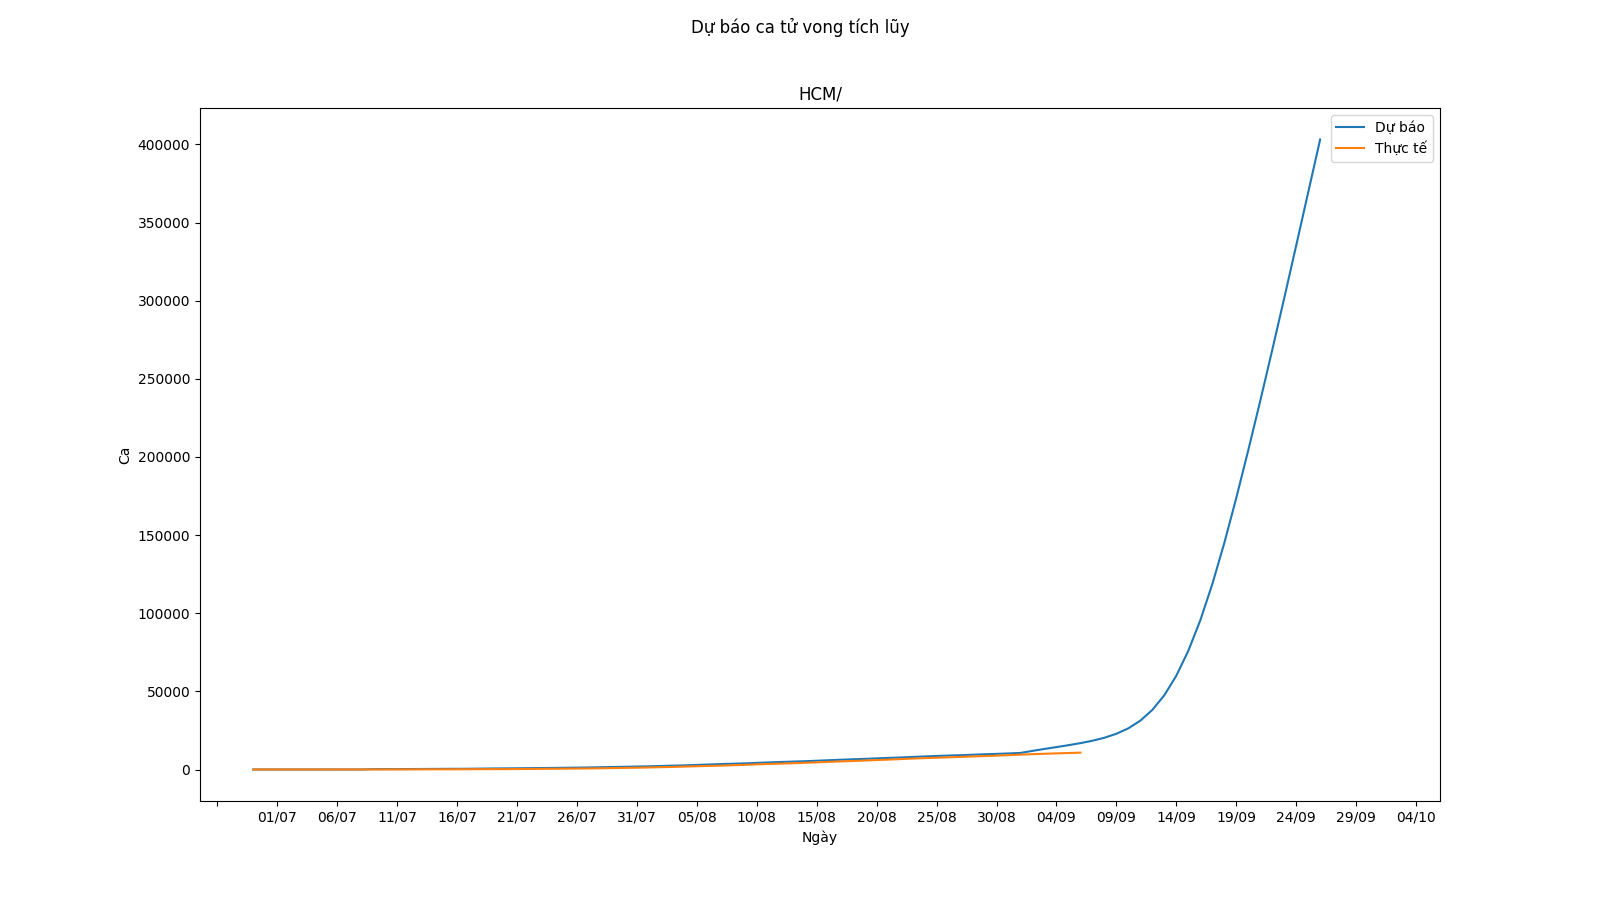 Dự báo ca tử vong tích lũy
HCM/
Dự báo
Thực tế
400000
350000
300000
250000
200000
150000
100000
50000
0
Ca
01/07 06/07 11/07 16/07 21/07 26/07 31/07 05/08 10/08 15/08 20/08 25/08 30/08 04/09 09/09 14/09 19/09 24/09 29/09 04/10
Ngày